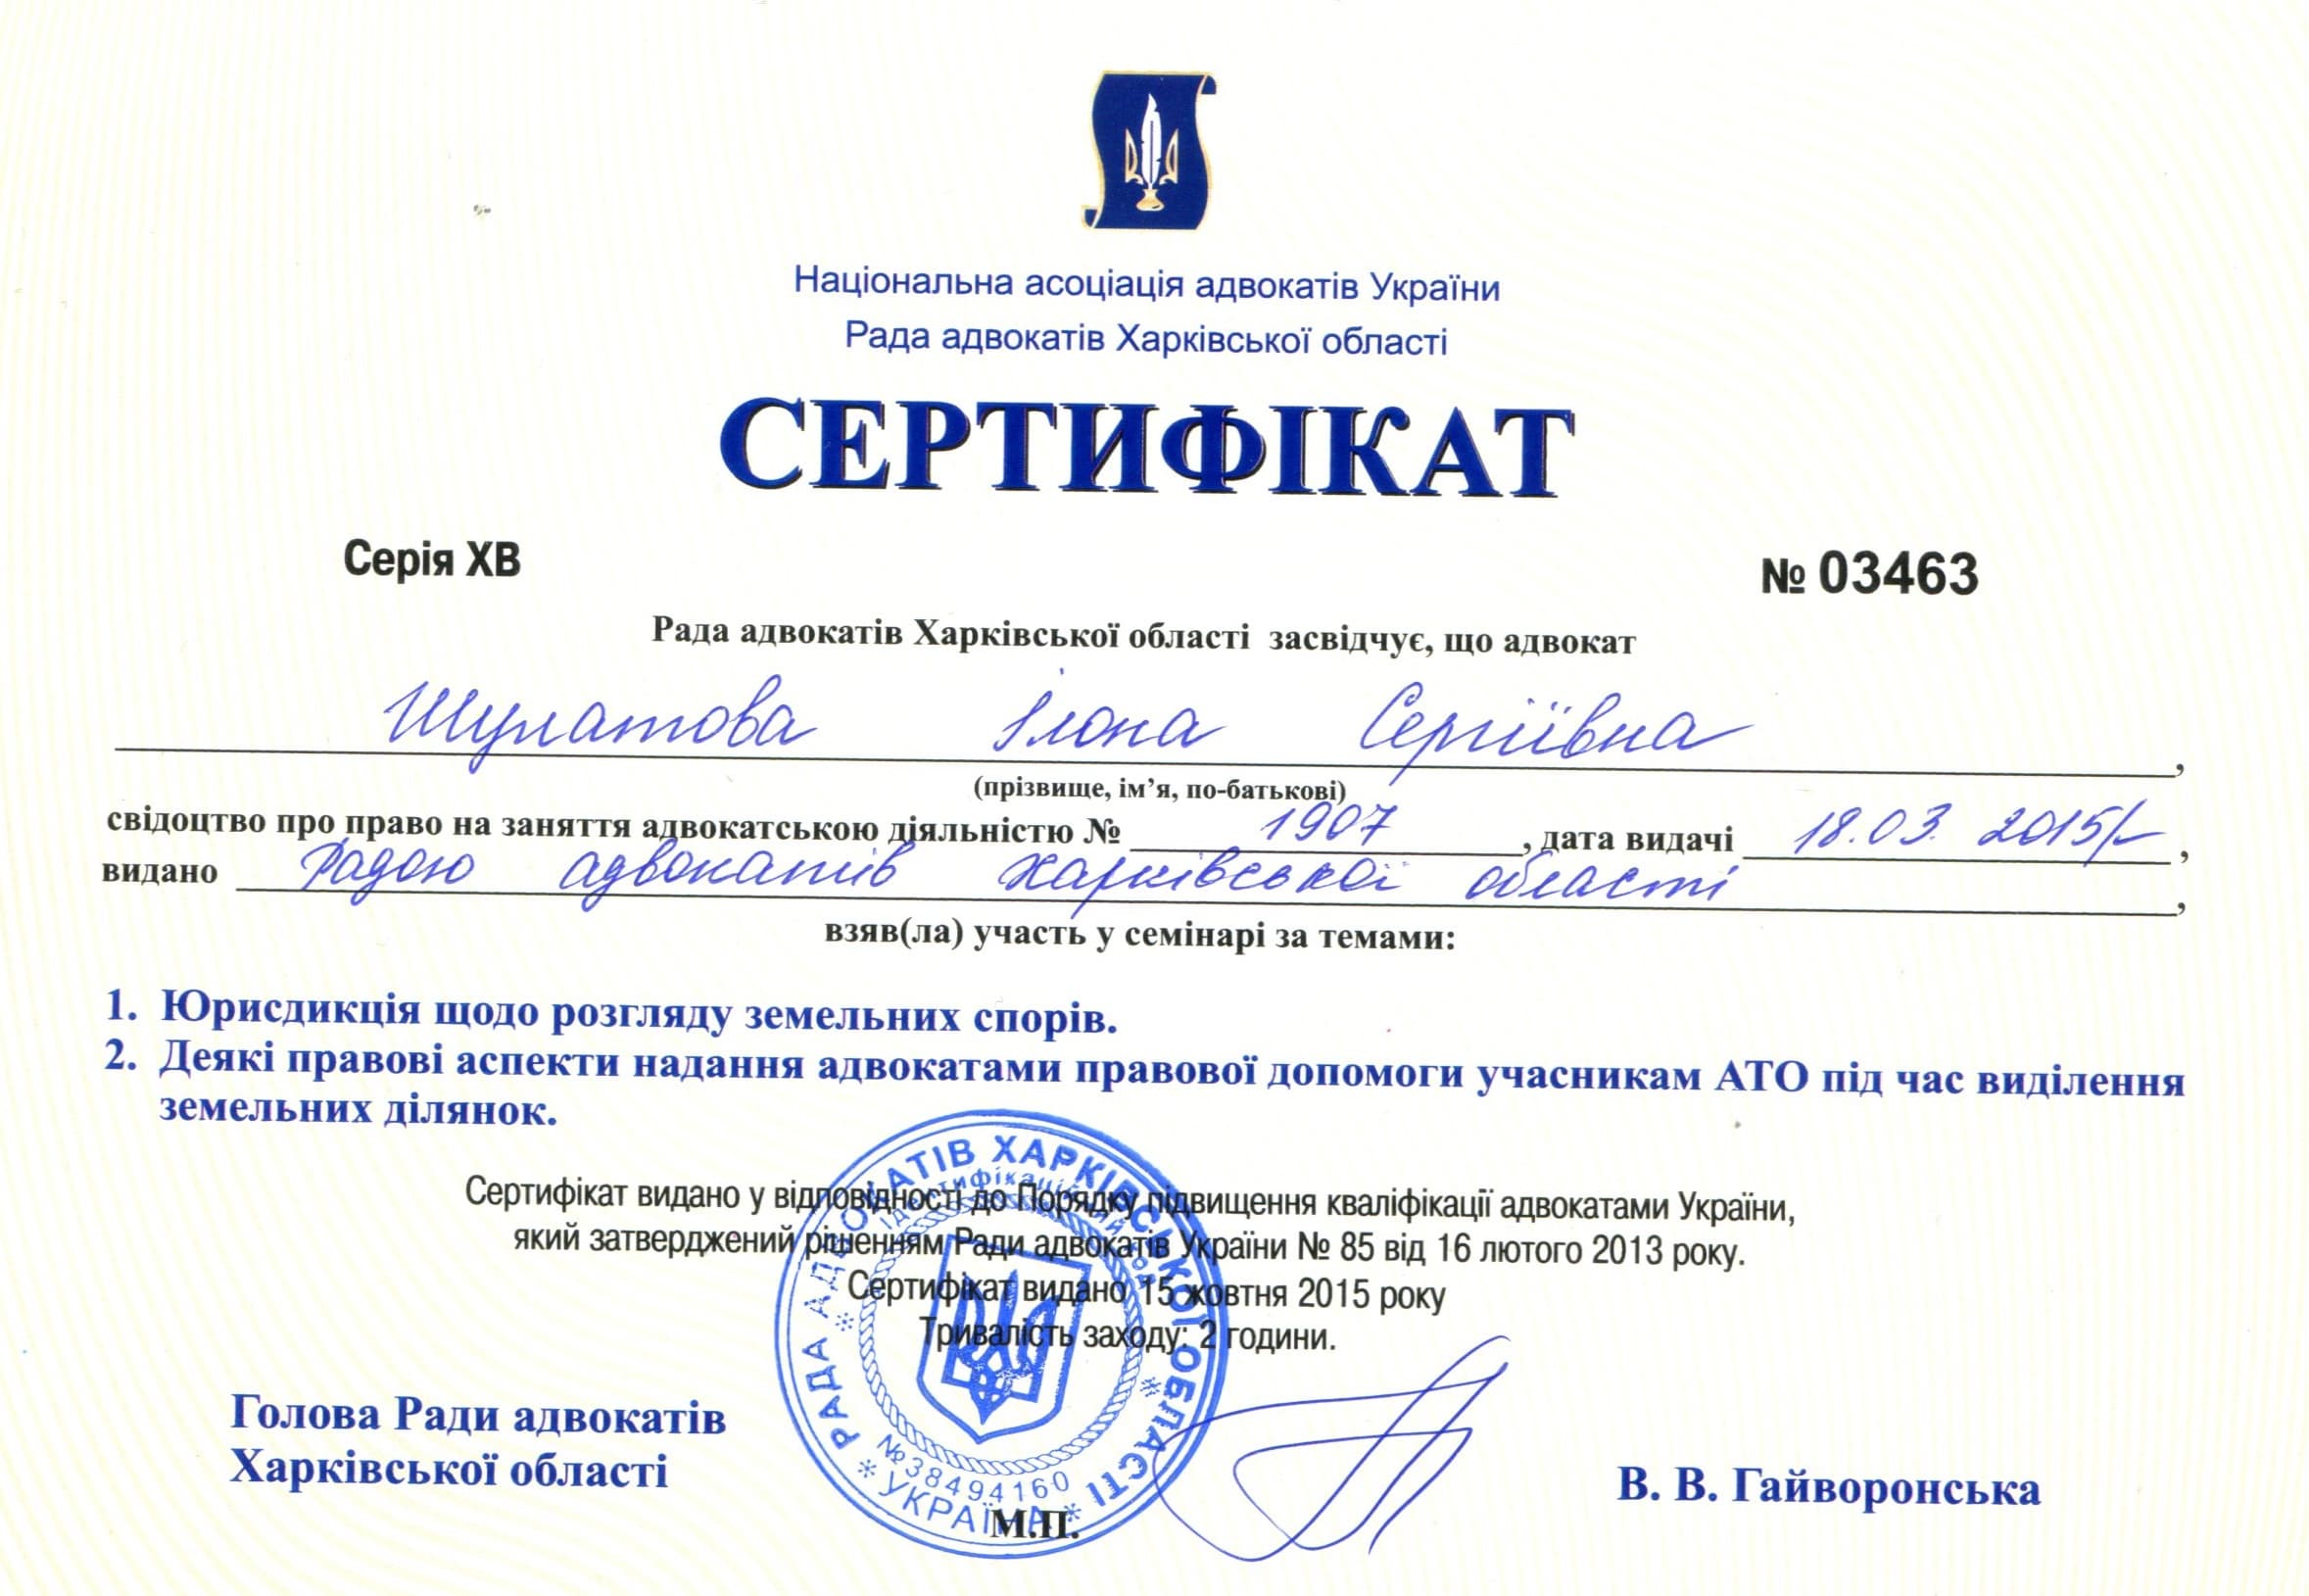 Національна асоціація адвокатів України
Рада адвокатів Харківської області
СЕРТИФІКАТ
Серія ХВ
№ 03463
Рада адвокатів Харківської області засвідчує, що адвокат
Шулатова Ілона Сергіївна,
(прізвище, ім’я, по-батькові)
свідоцтво про право на заняття адвокатською діяльністю № 1907, дата видачі 18.03.2015,
видано Радою адвокатів Харківської області,
взяв(ла) участь у семінарі за темами:
1. Юрисдикція щодо розгляду земельних спорів.
2. Деякі правові аспекти надання адвокатами правової допомоги учасникам АТО під час виділення
земельних ділянок.
Сертифікат видано у відповідності до Порядку підвищення кваліфікації адвокатами України,
який затверджений рішенням Ради адвокатів України № 85 від 16 лютого 2013 року.
Сертифікат видано 15 жовтня 2015 року
Тривалість заходу: 2 години.
Голова Ради адвокатів
Харківської області
В. В. Гайворонська
М.П.
РАДА АДВОКАТІВ ХАРКІВСЬКОЇ ОБЛАСТІ
* УКРАЇНА *
Ідентифікаційний код
№38494160